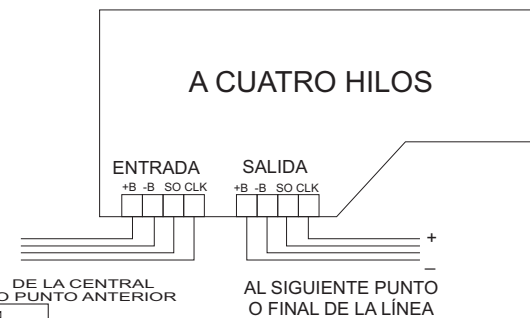 A CUATRO HILOS
ENTRADA SALIDA
+B -B SO CLK +B -B SO CLK
+
–
DE LA CENTRAL
O PUNTO ANTERIOR
AL SIGUIENTE PUNTO
O FINAL DE LA LÍNEA